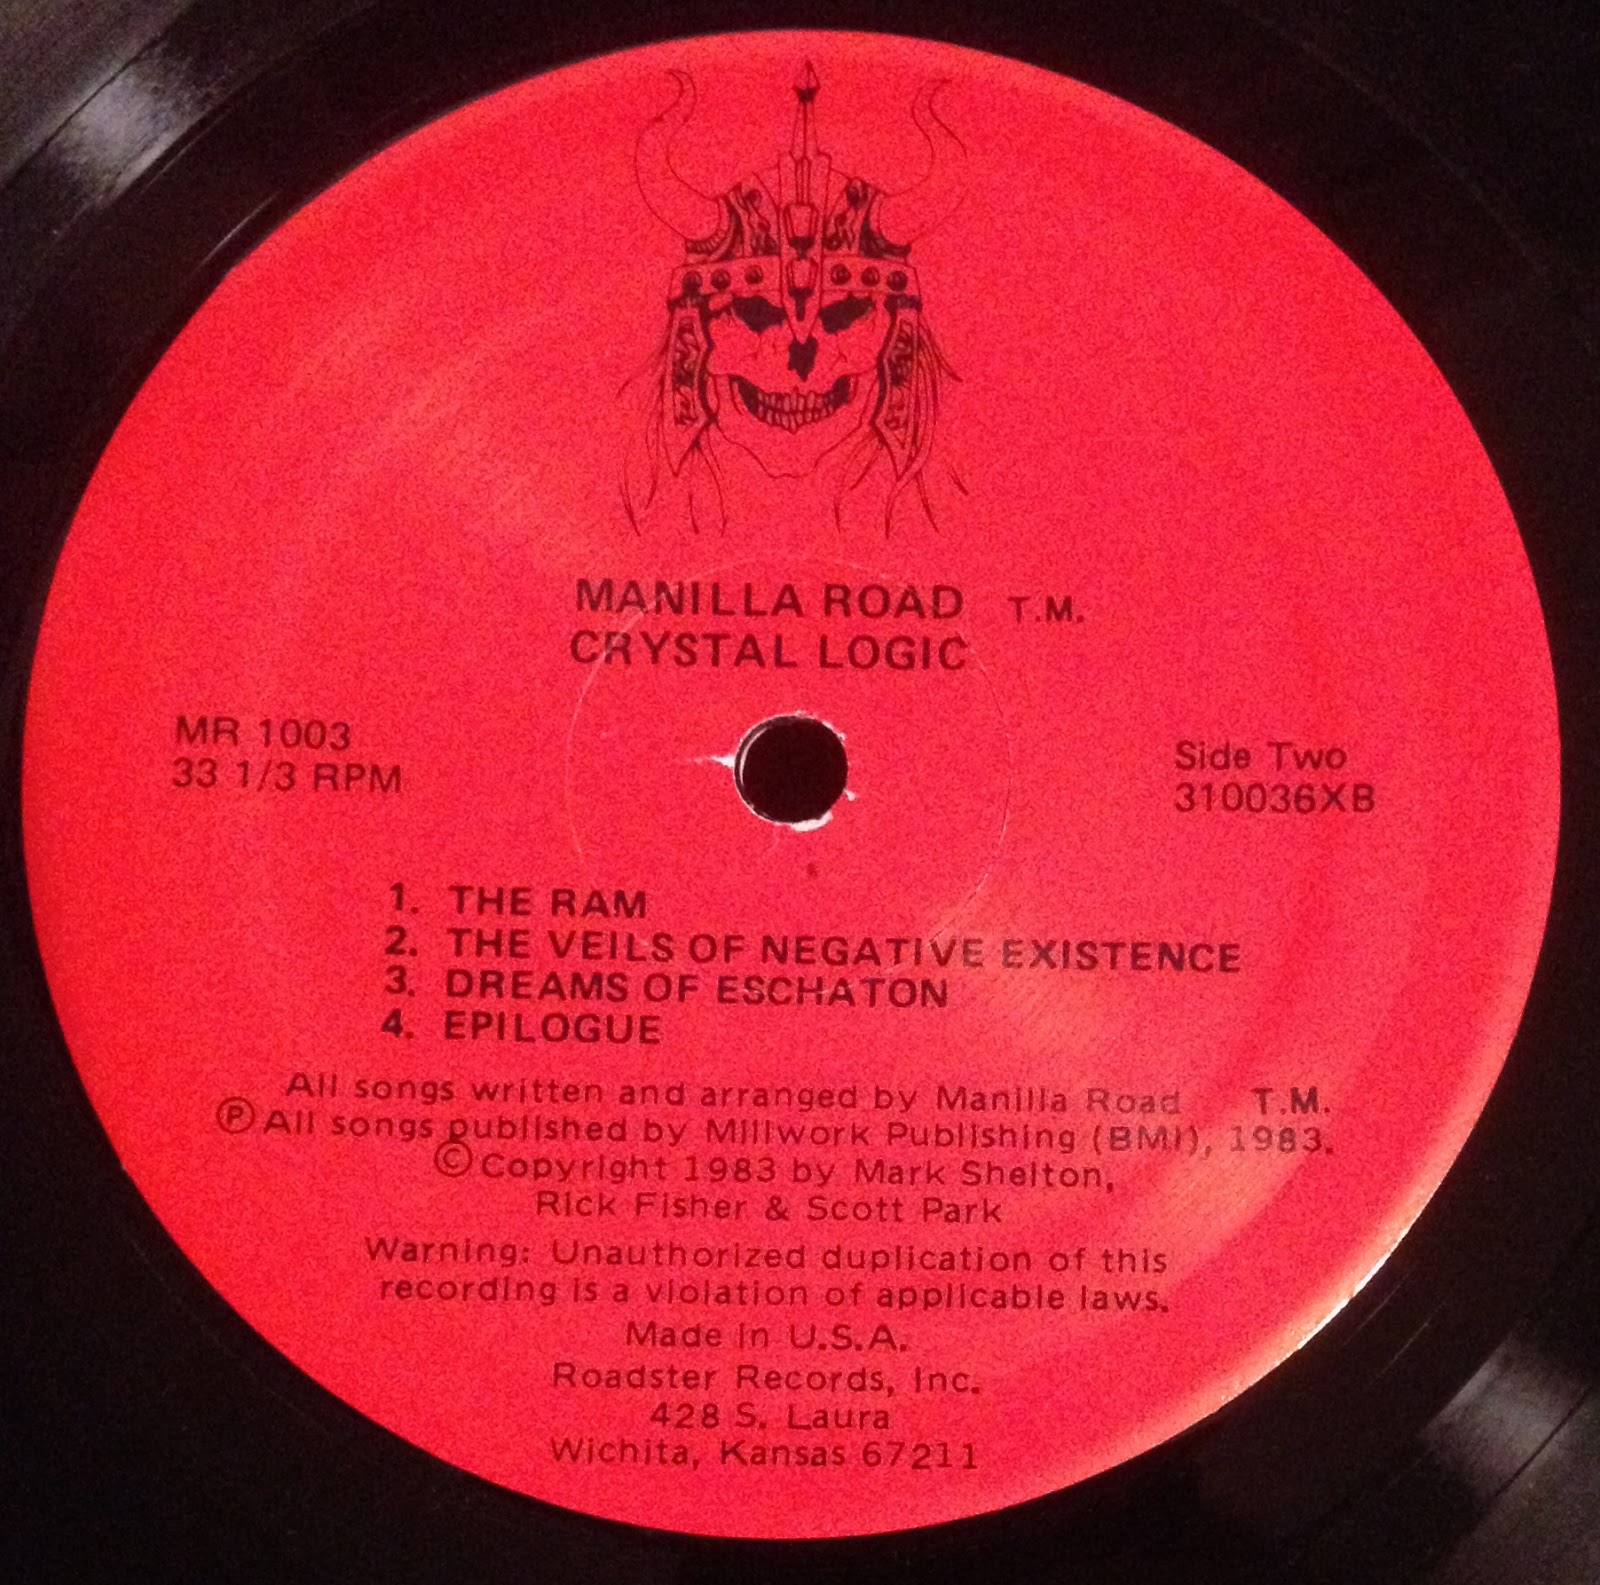 MANILLA ROAD T.M.
CRYSTAL LOGIC
MR 1003
33 1/3 RPM
Side Two
310036XB
1. THE RAM
2. THE VEILS OF NEGATIVE EXISTENCE
3. DREAMS OF ESCHATON
4. EPILOGUE
All songs written and arranged by Manilla Road T.M.
Ⓟ All songs published by Millwork Publishing (BMI), 1983.
© Copyright 1983 by Mark Shelton,
Rick Fisher & Scott Park
Warning: Unauthorized duplication of this
recording is a violation of applicable laws.
Made in U.S.A.
Roadster Records, Inc.
428 S. Laura
Wichita, Kansas 67211